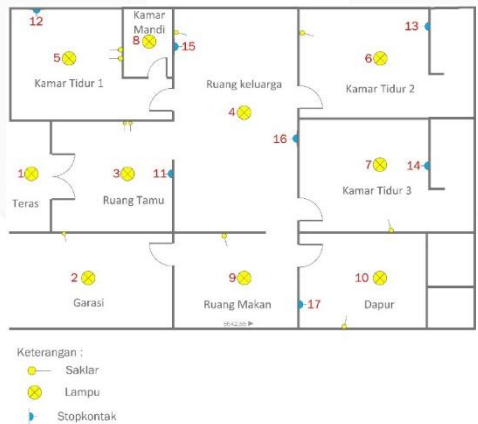 12
Kamar
Mandi
8
15
13
5
6
Kamar Tidur 1
Ruang keluarga
Kamar Tidur 2
4
16
1
3
11
7
14
Teras
Ruang Tamu
Kamar Tidur 3
2
9
10
Garasi
Ruang Makan
17
Dapur
Keterangan :
Saklar
Lampu
Stopkontak